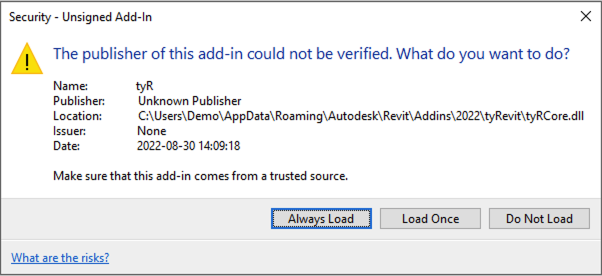 Security - Unsigned Add-In
The publisher of this add-in could not be verified. What do you want to do?
Name: tyR
Publisher: Unknown Publisher
Location: C:\Users\Demo\AppData\Roaming\Autodesk\Revit\Addins\2022\tyRevit\tyRCore.dll
Issuer: None
Date: 2022-08-30 14:09:18
Make sure that this add-in comes from a trusted source.
Always Load Load Once Do Not Load
What are the risks?